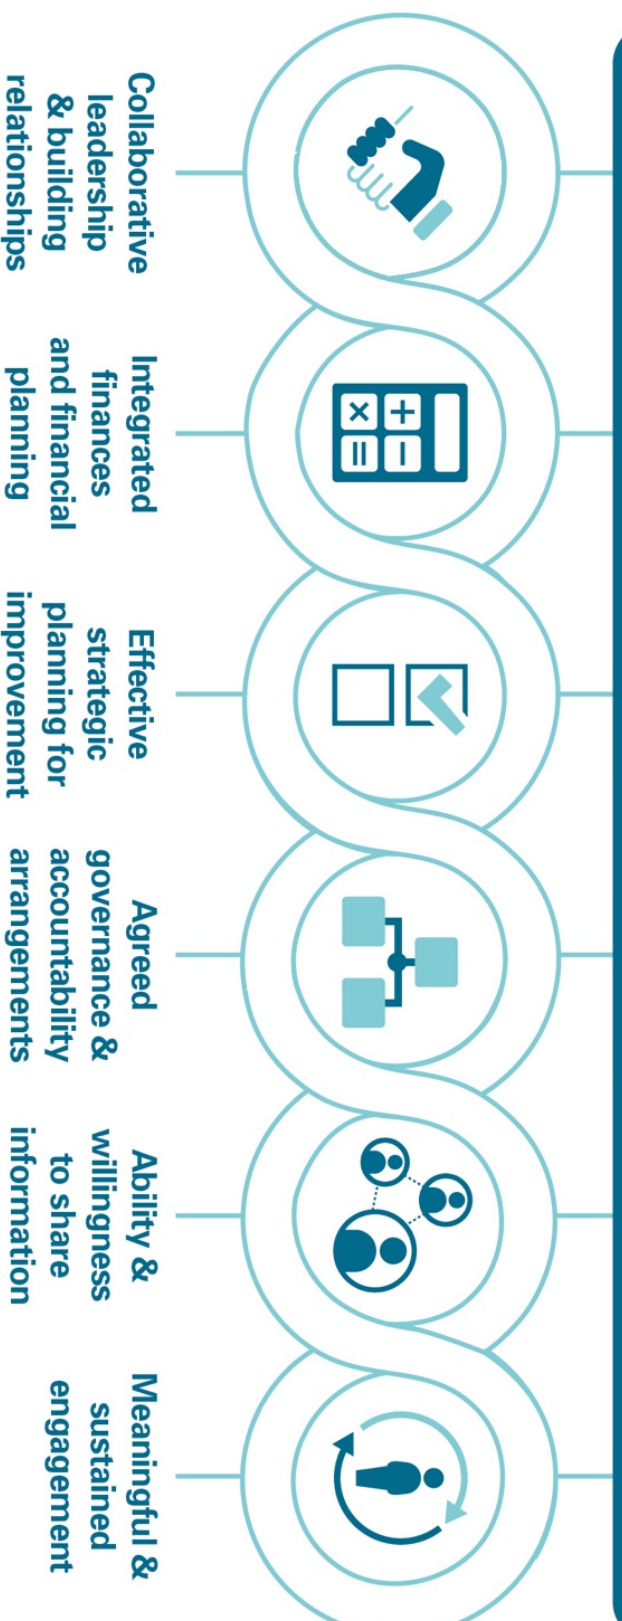 Collaborative
leadership
& building
relationships
Integrated
finances
and financial
planning
Effective
strategic
planning for
improvement
Agreed
governance &
accountability
arrangements
Ability &
willingness
to share
information
Meaningful &
sustained
engagement